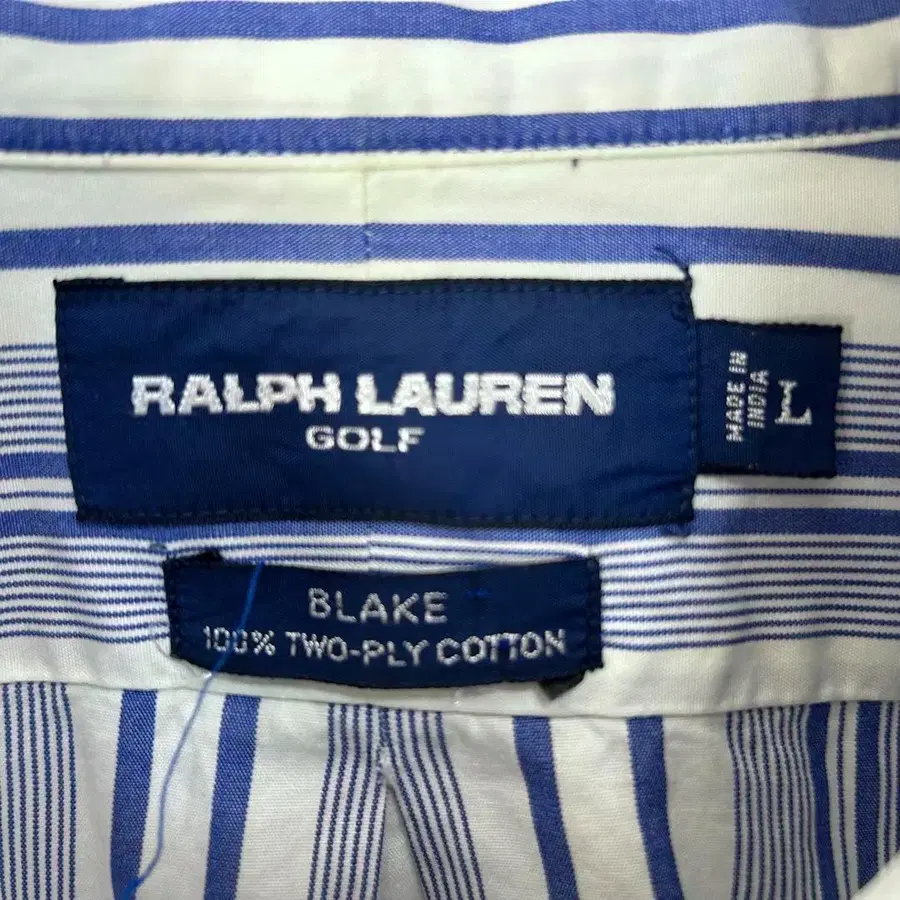 RALPH LAUREN
GOLF
MADE IN
INDIA
L
BLAKE
100% TWO-PLY COTTON